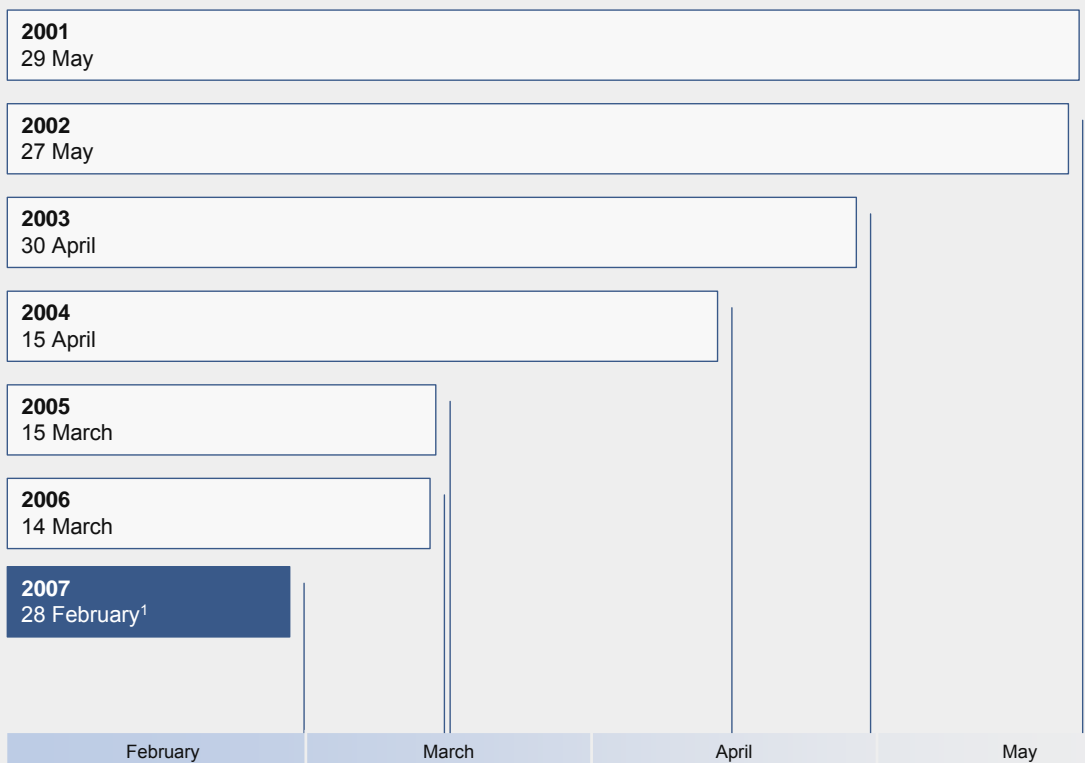 2001
29 May
2002
27 May
2003
30 April
2004
15 April
2005
15 March
2006
14 March
2007
28 February¹
February March April May